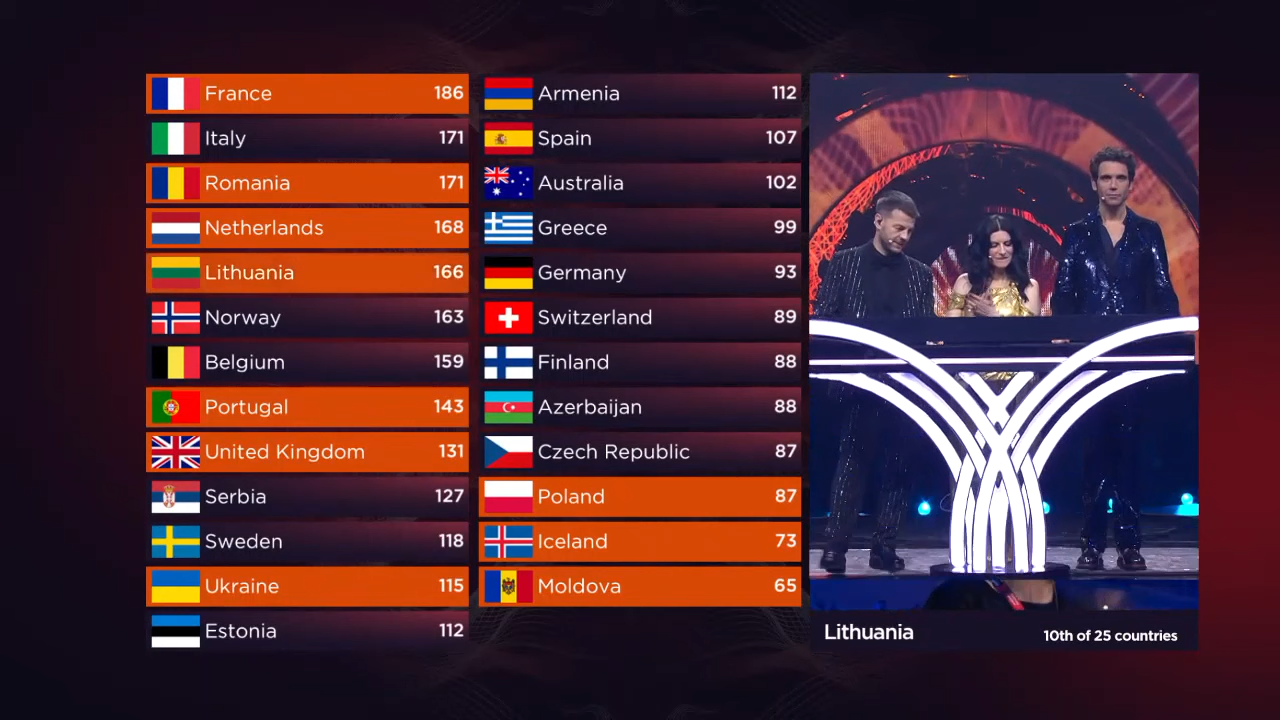 France 186
Italy 171
Romania 171
Netherlands 168
Lithuania 166
Norway 163
Belgium 159
Portugal 143
United Kingdom 131
Serbia 127
Sweden 118
Ukraine 115
Estonia 112
Armenia 112
Spain 107
Australia 102
Greece 99
Germany 93
Switzerland 89
Finland 88
Azerbaijan 88
Czech Republic 87
Poland 87
Iceland 73
Moldova 65
Lithuania 10th of 25 countries